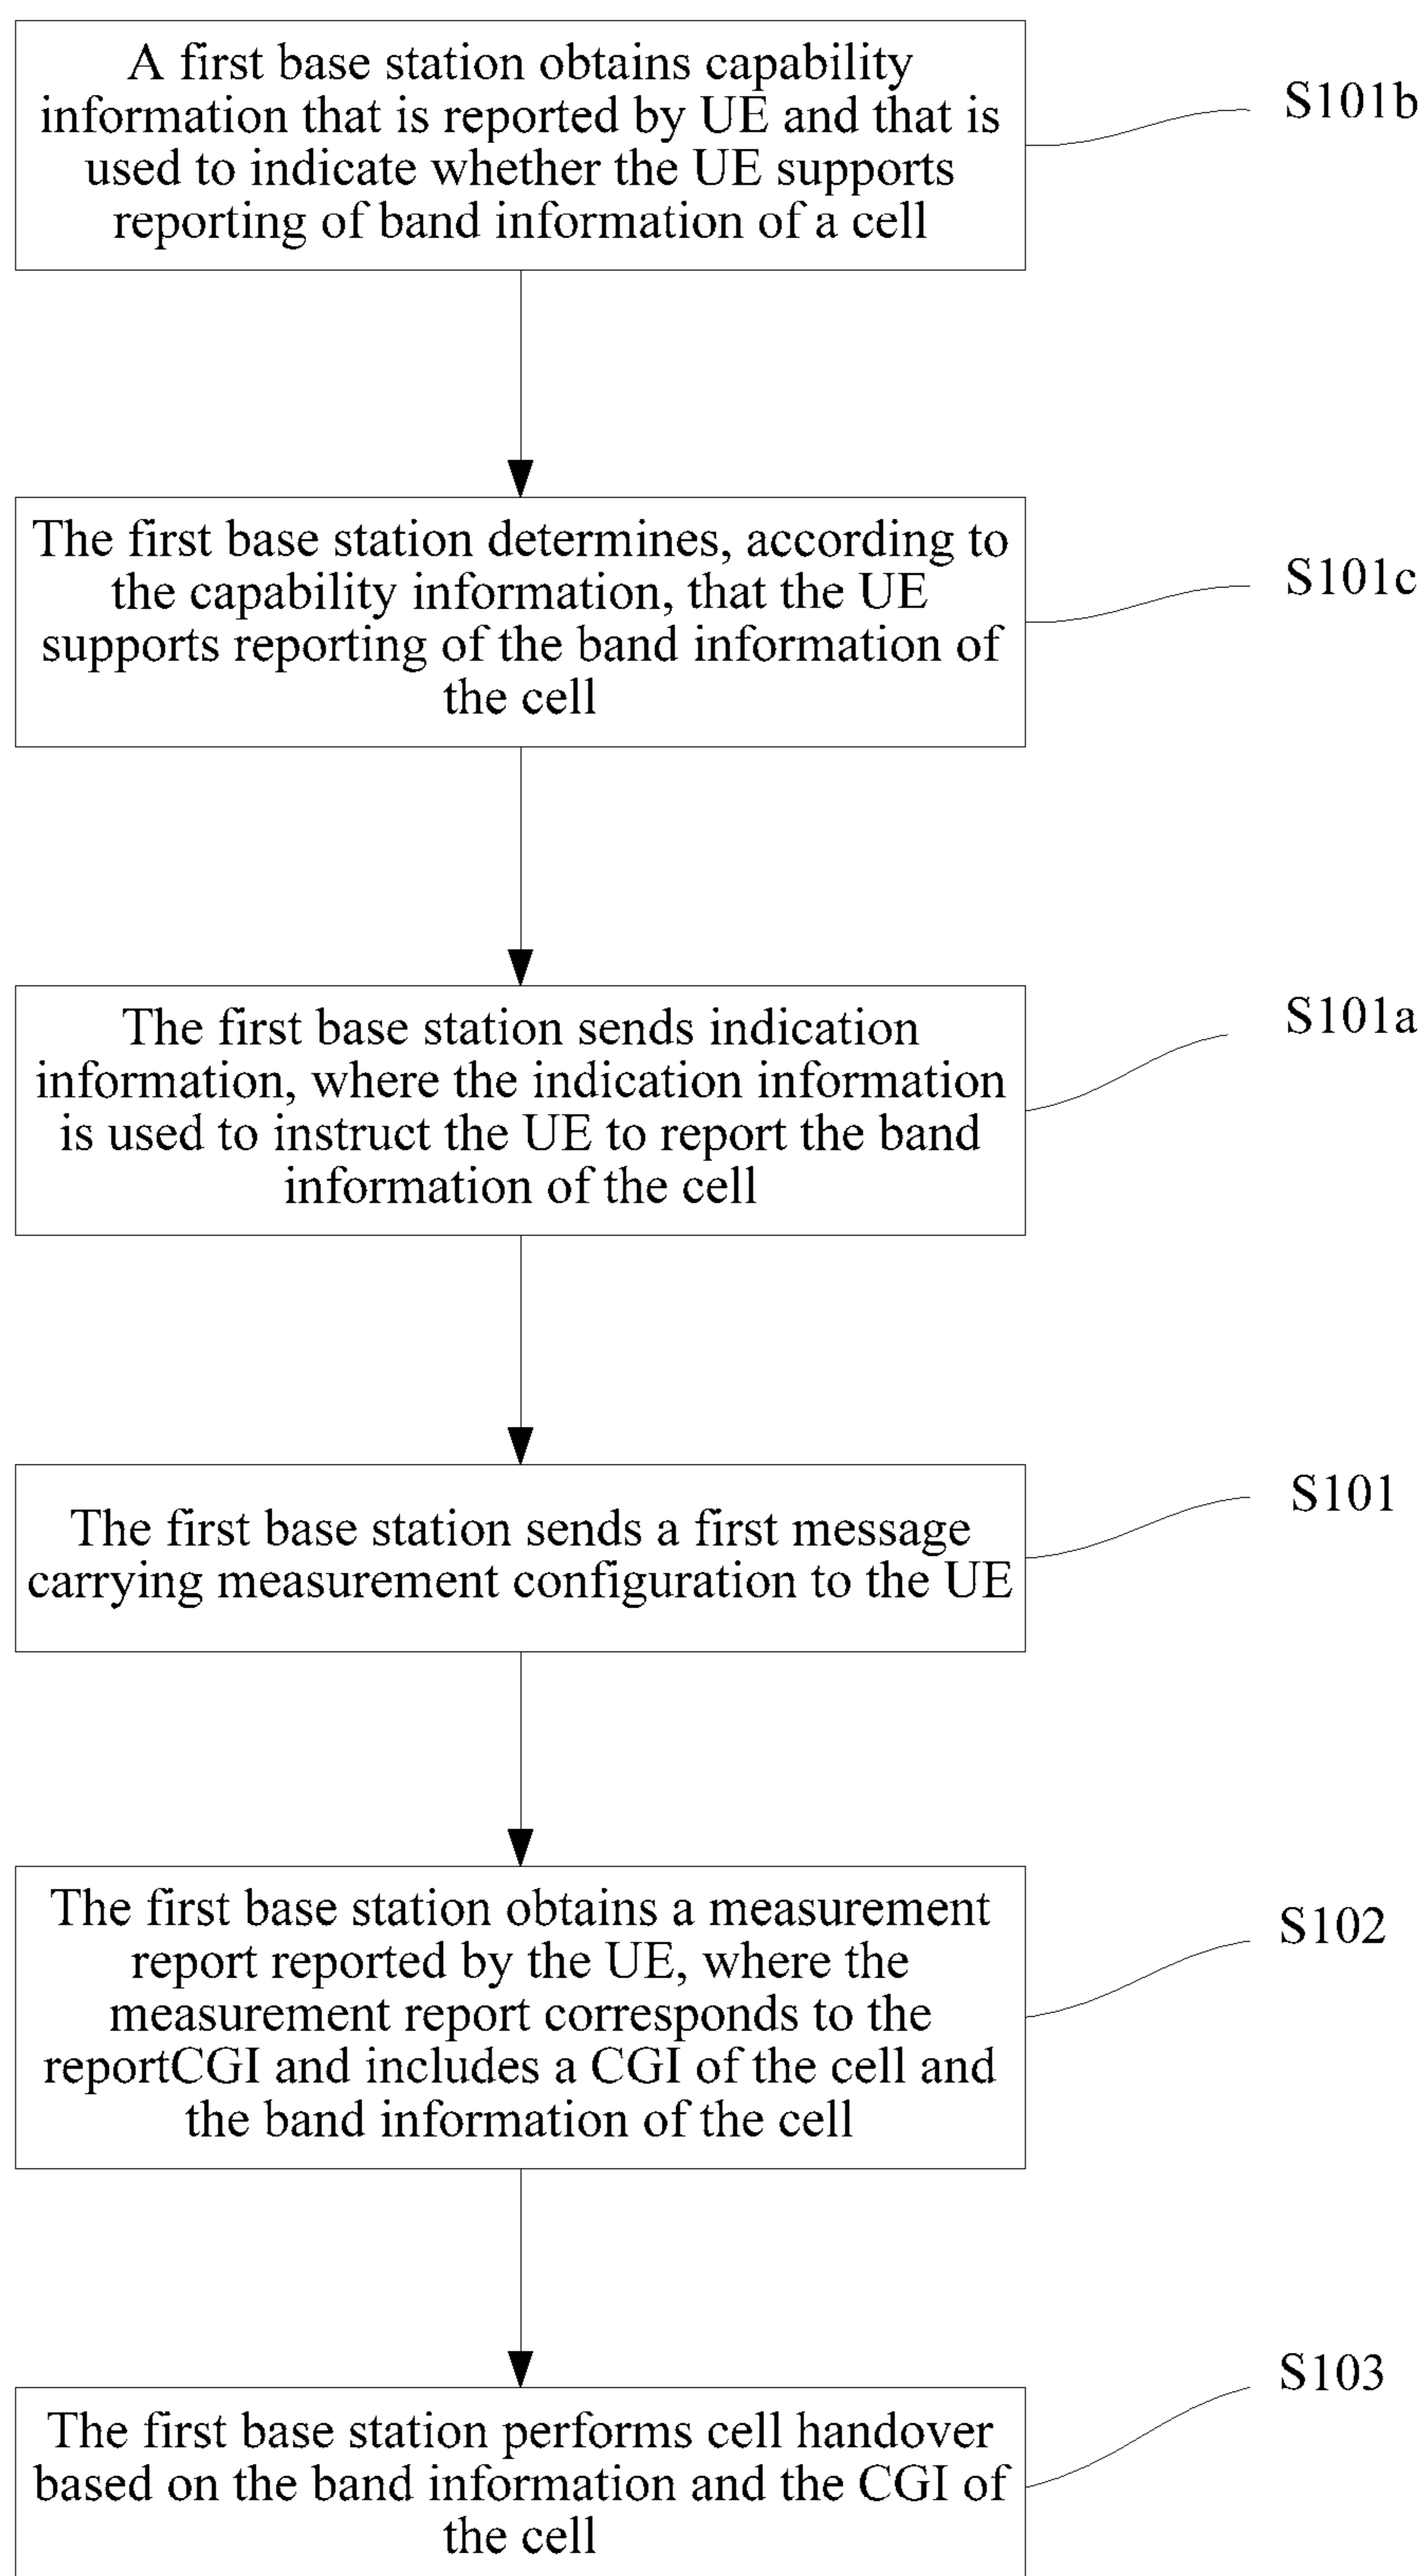 A first base station obtains capability
information that is reported by UE and that is
used to indicate whether the UE supports
reporting of band information of a cell
S101b
The first base station determines, according to
the capability information, that the UE
supports reporting of the band information of
the cell
S101c
The first base station sends indication
information, where the indication information
is used to instruct the UE to report the band
information of the cell
S101a
The first base station sends a first message
carrying measurement configuration to the UE
S101
The first base station obtains a measurement
report reported by the UE, where the
measurement report corresponds to the
reportCGI and includes a CGI of the cell and
the band information of the cell
S102
The first base station performs cell handover
based on the band information and the CGI of
the cell
S103